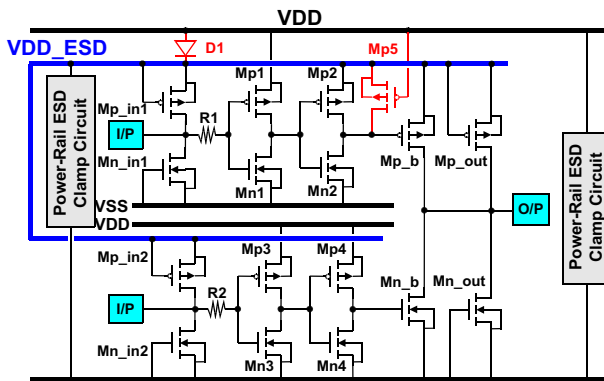 VDD
VDD_ESD
D1
Mp1
Mp2
Mp5
Mp_in1
I/P
R1
Mn_in1
Mn1
Mn2
Mp_b
Mp_out
Power-Rail ESD
Clamp Circuit
Power-Rail ESD
Clamp Circuit
VSS
VDD
O/P
Mp_in2
Mp3
Mp4
Mn_b
Mn_out
I/P
R2
Mn_in2
Mn3
Mn4